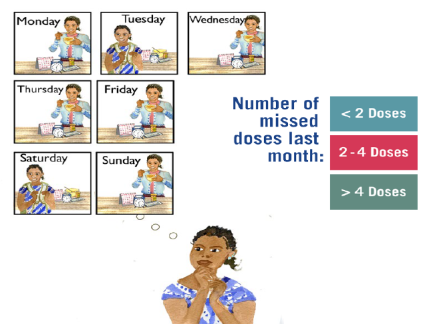 Monday
Tuesday
Wednesday
Thursday
Friday
Saturday
Sunday
Number of
missed
doses last
month:
< 2 Doses
2-4 Doses
> 4 Doses